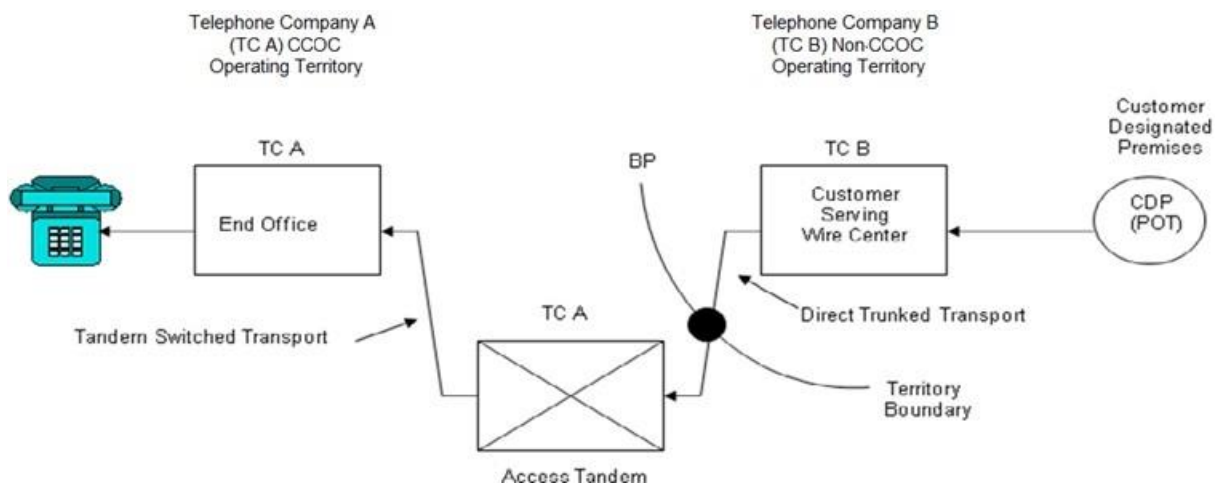 Telephone Company A
(TC A) CCOC
Operating Territory
Telephone Company B
(TC B) Non-CCOC
Operating Territory
Customer
Designated
Premises
TC A
BP
TC B
End Office
Customer
Serving
Wire Center
CDP
(POT)
TC A
Direct Trunked Transport
Tandern Switched Transport
Territory
Boundary
Access Tandem